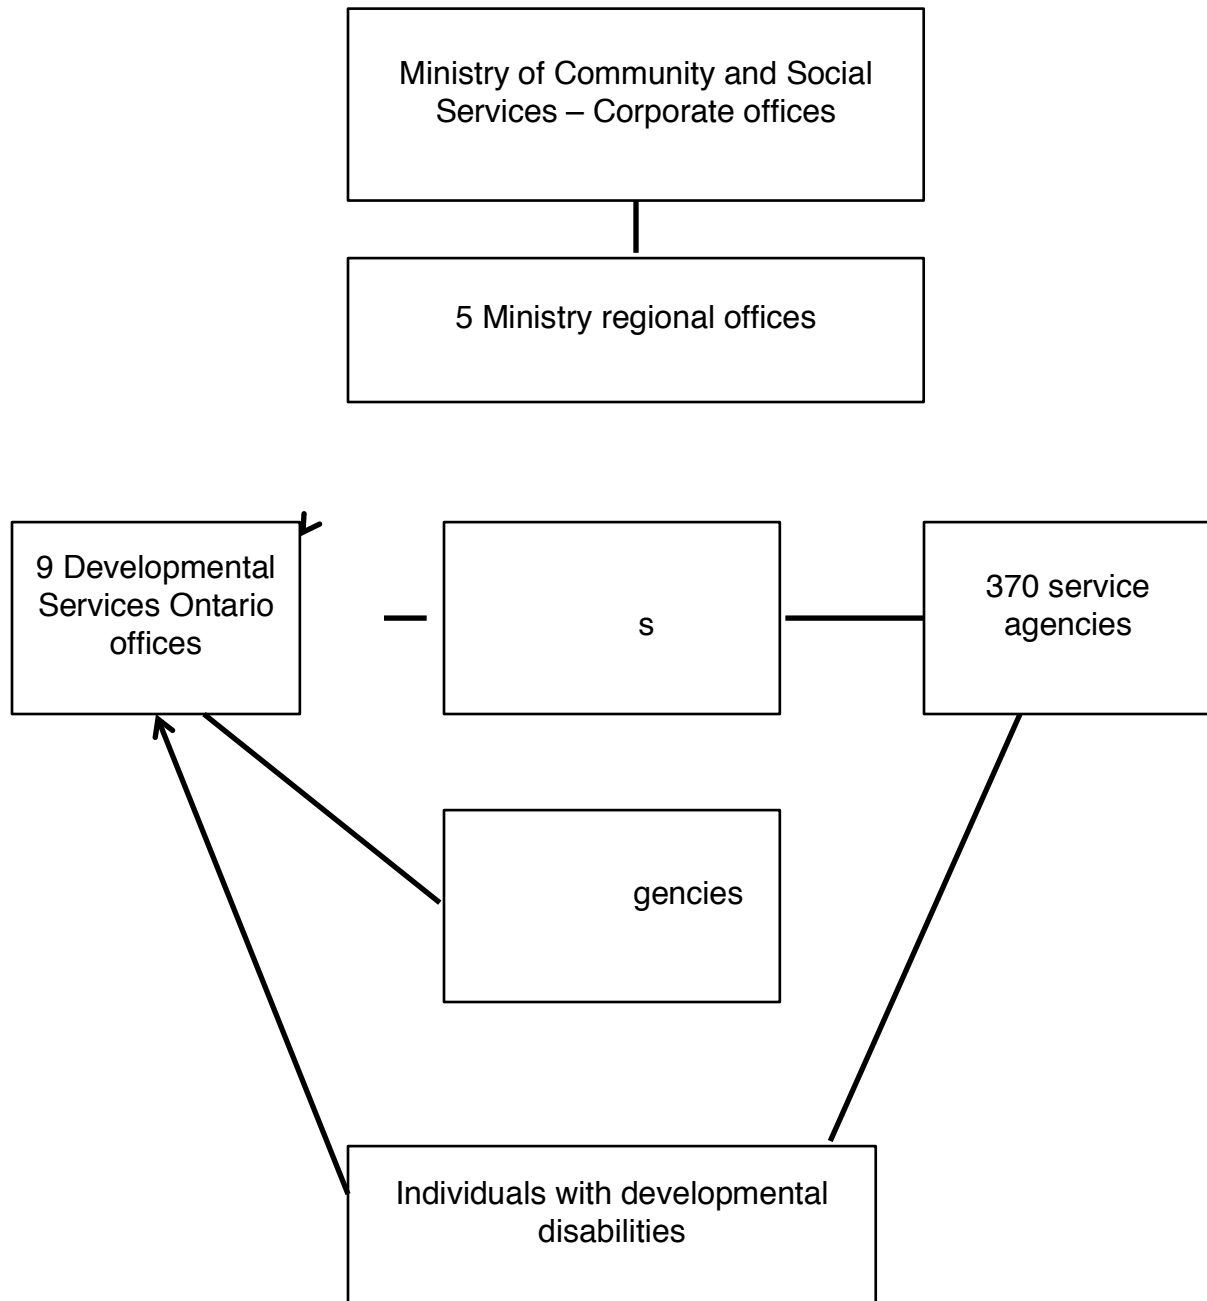 Ministry of Community and Social
Services – Corporate offices
5 Ministry regional offices
9 Developmental
Services Ontario
offices
s
370 service
agencies
gencies
Individuals with developmental
disabilities